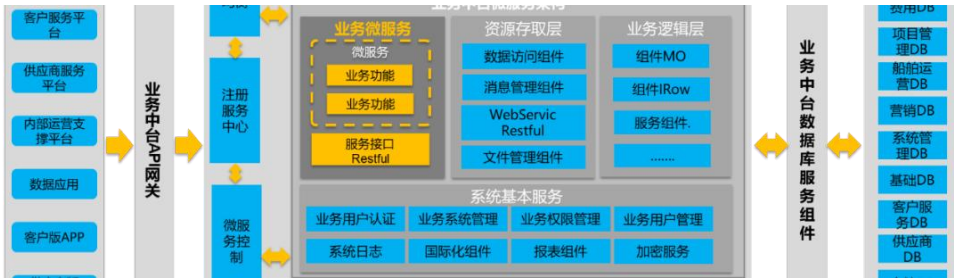 客户服务平
台
供应商服务
平台
内部运营支
撑平台
数据应用
客户版APP
业务中台API网关
注册
服务
中心
微服
务控
制
业务微服务
微服务
业务功能
业务功能
服务接口
Restful
资源存取层
数据访问组件
消息管理组件
WebServic
Restful
文件管理组件
业务逻辑层
组件MO
组件IRow
服务组件.
.......
系统基本服务
业务用户认证
业务系统管理
业务权限管理
业务用户管理
系统日志
国际化组件
报表组件
加密服务
业务中台数据库服务组件
费用DB
项目管
理DB
船舶运
营DB
营销DB
系统管
理DB
基础DB
客户服
务DB
供应商
DB